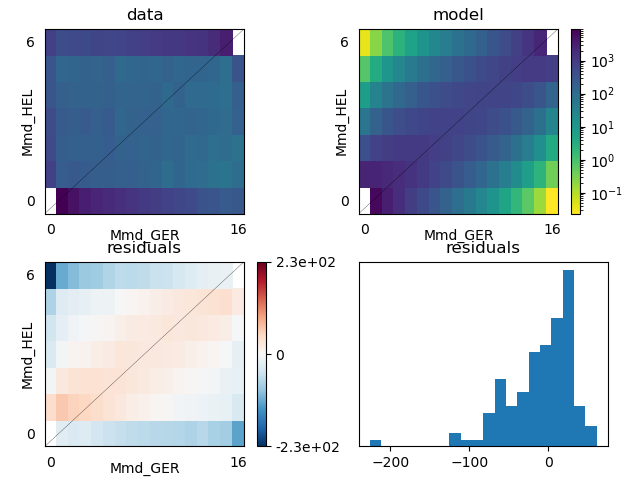 data
model
6
Mmd_HEL
0
0
16
Mmd_GER
6
Mmd_HEL
0
0
16
Mmd_GER
10³
10²
10¹
10⁰
10⁻¹
residuals
residuals
6
Mmd_HEL
0
0
16
Mmd_GER
2.3e+02
0
-2.3e+02
−200
−100
0